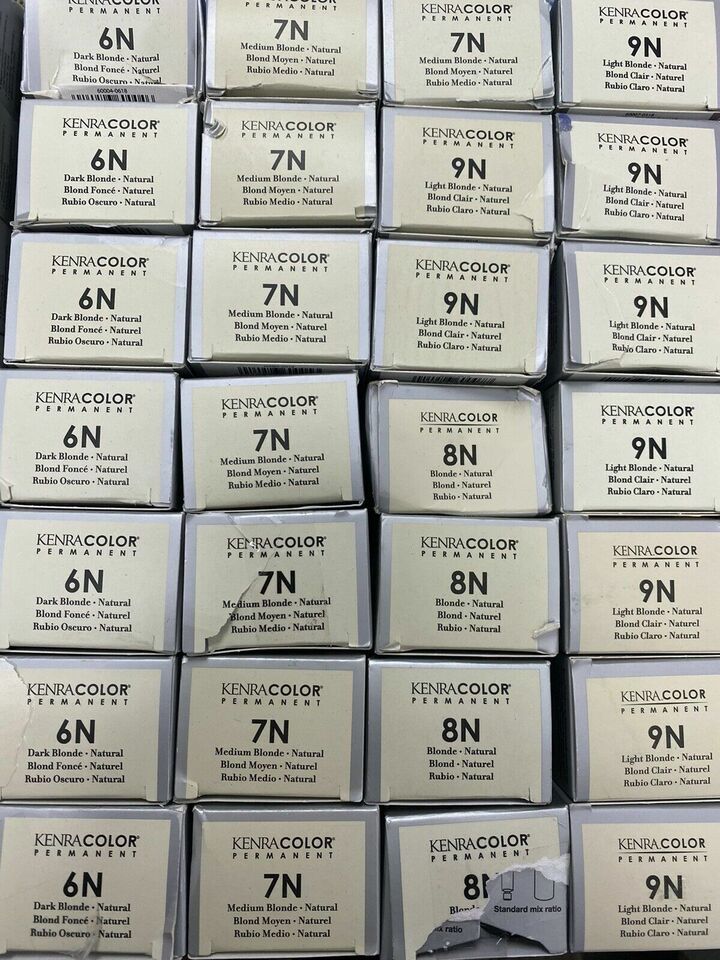 KENRACOLOR
PERMANENT
6N
Dark Blonde • Natural
Blond Foncé • Naturel
Rubio Oscuro • Natural
60004-0618
PERMANENT
7N
Medium Blonde • Natural
Blond Moyen • Naturel
Rubio Medio • Natural
KENRACOLOR
PERMANENT
7N
Medium Blonde • Natural
Blond Moyen • Naturel
Rubio Medio • Natural
KENRACOLOR
PERMANENT
9N
Light Blonde • Natural
Blond Clair • Naturel
Rubio Claro • Natural
KENRACOLOR®
PERMANENT
6N
Dark Blonde • Natural
Blond Foncé • Naturel
Rubio Oscuro • Natural
KENRACOLOR®
PERMANENT
7N
Medium Blonde • Natural
Blond Moyen • Naturel
Rubio Medio • Natural
KENRACOLOR®
PERMANENT
9N
Light Blonde • Natural
Blond Clair • Naturel
Rubio Claro • Natural
KENRACOLOR®
PERMANENT
9N
Light Blonde • Natural
Blond Clair • Naturel
Rubio Claro • Natural
KENRACOLOR®
PERMANENT
6N
Dark Blonde • Natural
Blond Foncé • Naturel
Rubio Oscuro • Natural
KENRACOLOR®
PERMANENT
7N
Medium Blonde • Natural
Blond Moyen • Naturel
Rubio Medio • Natural
KENRACOLOR®
PERMANENT
9N
Light Blonde • Natural
Blond Clair • Naturel
Rubio Claro • Natural
KENRACOLOR®
PERMANENT
9N
Light Blonde • Natural
Blond Clair • Naturel
Rubio Claro • Natural
KENRACOLOR®
PERMANENT
6N
Dark Blonde • Natural
Blond Foncé • Naturel
Rubio Oscuro • Natural
KENRACOLOR®
PERMANENT
7N
Medium Blonde • Natural
Blond Moyen • Naturel
Rubio Medio • Natural
KENRACOLOR
PERMANENT
8N
Blonde • Natural
Blond • Naturel
Rubio • Natural
KENRACOLOR®
PERMANENT
9N
Light Blonde • Natural
Blond Clair • Naturel
Rubio Claro • Natural
KENRACOLOR®
PERMANENT
6N
Dark Blonde • Natural
Blond Foncé • Naturel
Rubio Oscuro • Natural
KENRACOLOR®
PERMANENT
7N
Medium Blonde • Natural
Blond Moyen • Naturel
Rubio Medio • Natural
KENRACOLOR®
PERMANENT
8N
Blonde • Natural
Blond • Naturel
Rubio • Natural
KENRACOLOR
PERMANENT
9N
Light Blonde • Natural
Blond Clair • Naturel
Rubio Claro • Natural
KENRACOLOR®
PERMANENT
6N
Dark Blonde • Natural
Blond Foncé • Naturel
Rubio Oscuro • Natural
KENRACOLOR®
PERMANENT
7N
Medium Blonde • Natural
Blond Moyen • Naturel
Rubio Medio • Natural
KENRACOLOR®
PERMANENT
8N
Blonde • Natural
Blond • Naturel
Rubio • Natural
KENRACOLOR
PERMANENT
9N
Light Blonde • Natural
Blond Clair • Naturel
Rubio Claro • Natural
KENRACOLOR®
PERMANENT
6N
Dark Blonde • Natural
Blond Foncé • Naturel
Rubio Oscuro • Natural
KENRACOLOR®
PERMANENT
7N
Medium Blonde • Natural
Blond Moyen • Naturel
Rubio Medio • Natural
KENRACOLOR®
PERMANENT
8N
Standard mix ratio
ratio
KENRACOLOR
PERMANENT
9N
Light Blonde • Natural
Blond Clair • Naturel
Rubio Claro • Natural